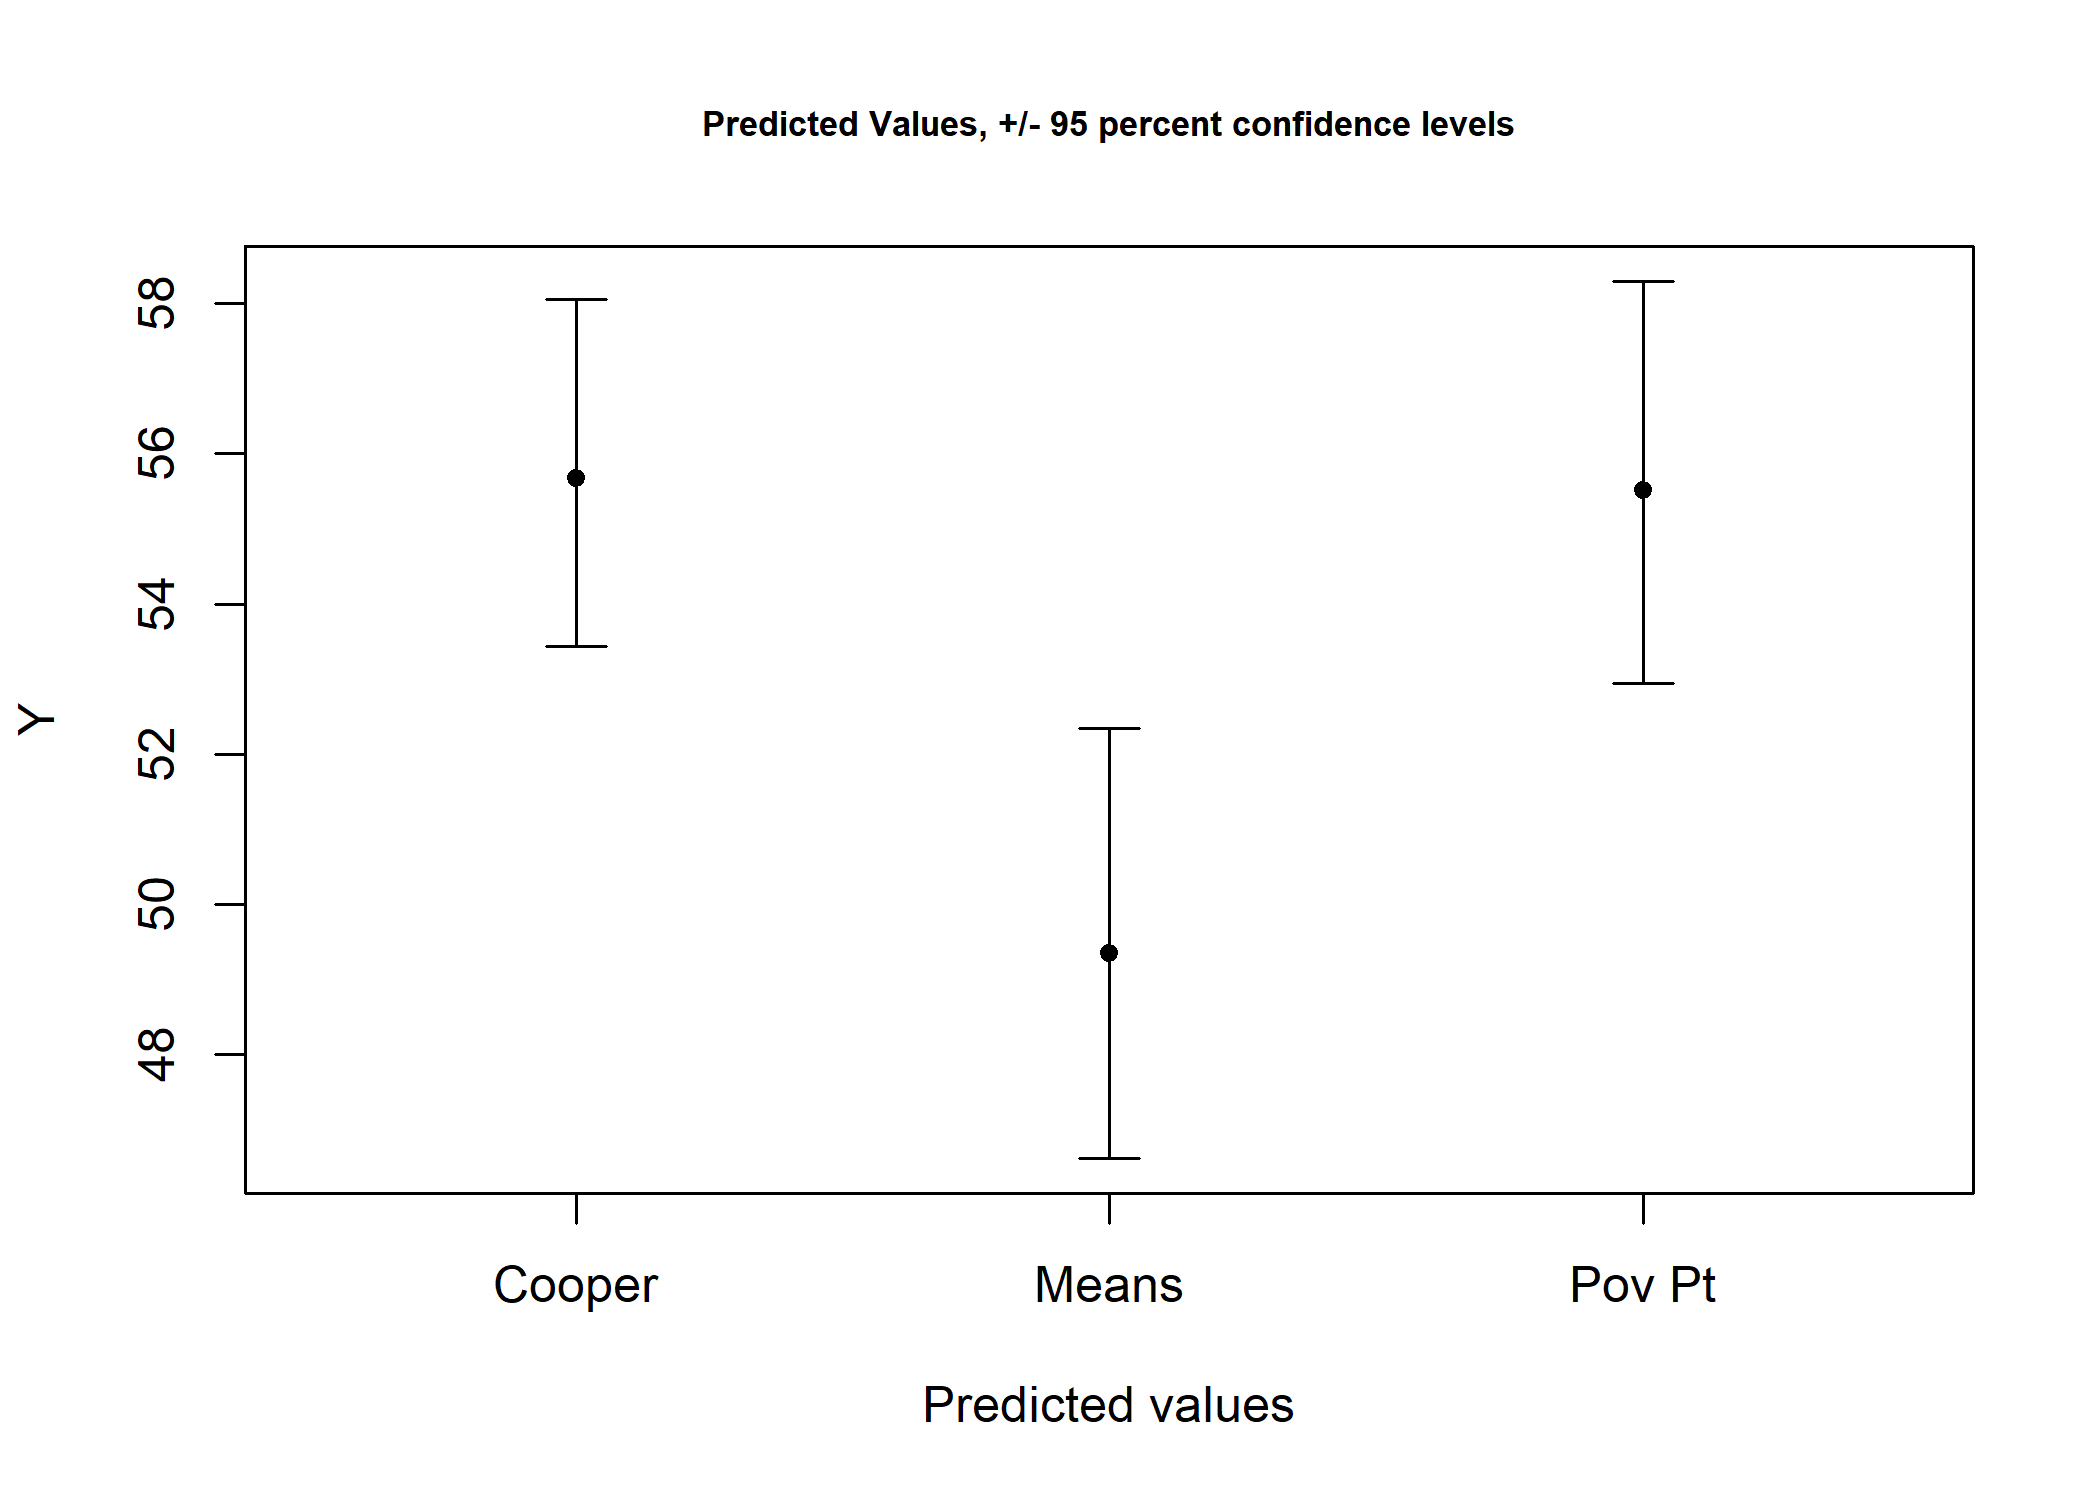 Predicted Values, +/- 95 percent confidence levels
58
56
54
52
50
48
Y
Cooper Means Pov Pt
Predicted values